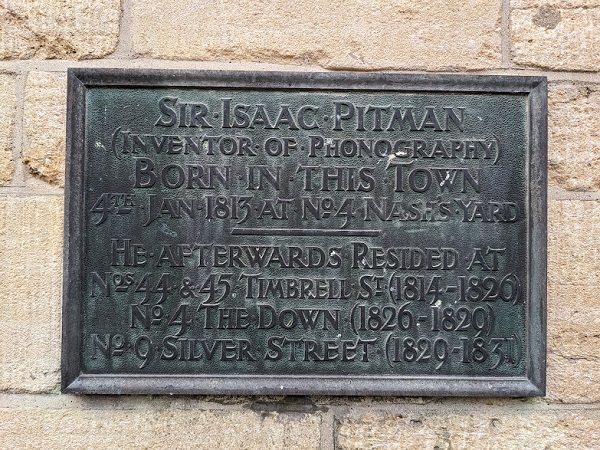 SIR·ISAAC·PITMAN
(INVENTOR·OF·PHONOGRAPHY)
BORN·IN·THIS·TOWN
4TH·JAN·1813·AT·No·4·NASH'S·YARD
HE·AFTERWARDS·RESIDED·AT
Nos·44·&·45·TIMBRELL·ST·(1814-1826)
No·4·THE·DOWN·(1826-1829)
No·9·SILVER·STREET·(1829-1831)